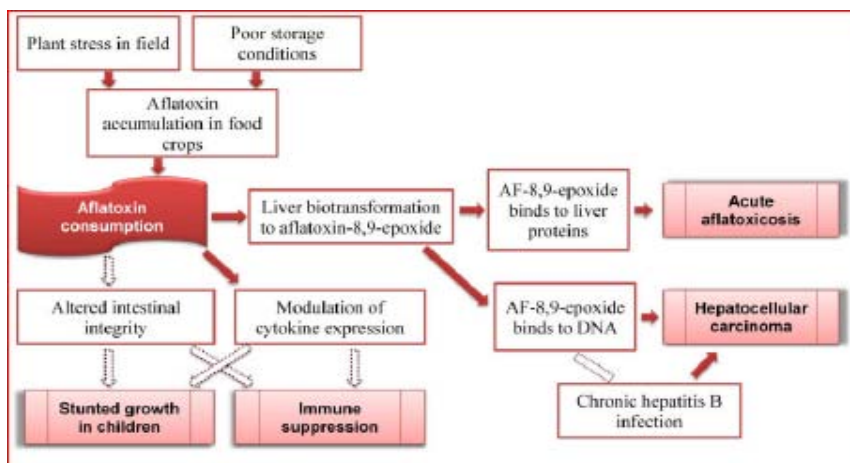 Plant stress in field
Poor storage
conditions
Aflatoxin
accumulation in food
crops
Aflatoxin
consumption
Liver biotransformation
to aflatoxin-8,9-epoxide
AF-8,9-epoxide
binds to liver
proteins
Acute
aflatoxicosis
Altered intestinal
integrity
Modulation of
cytokine expression
AF-8,9-epoxide
binds to DNA
Hepatocellular
carcinoma
Stunted growth
in children
Immune
suppression
Chronic hepatitis B
infection